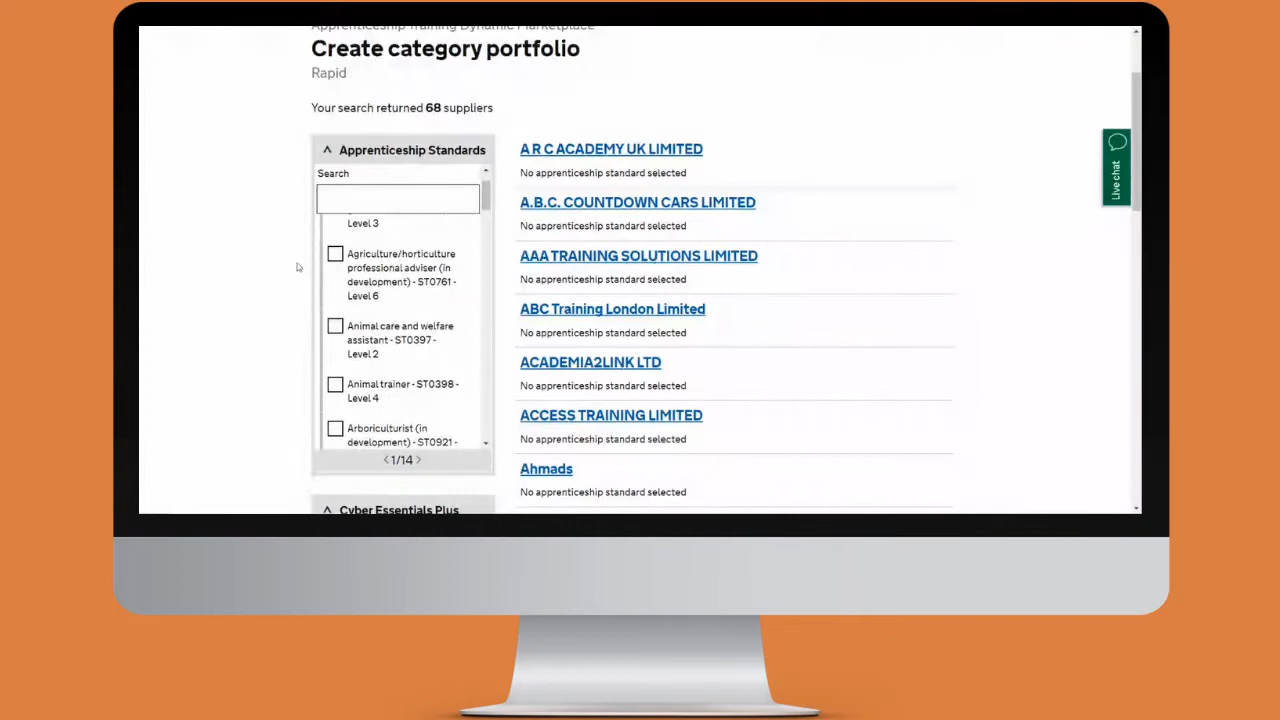 Apprenticeship Training Dynamic Marketplace
Create category portfolio
Rapid
Your search returned 68 suppliers
Apprenticeship Standards
Search
Level 3
Agriculture/horticulture
professional adviser (in
development) - ST0761 -
Level 6
Animal care and welfare
assistant - ST0397 -
Level 2
Animal trainer - ST0398 -
Level 4
Arboriculturist (in
development) - ST0921 -
<1/14>
Cyber Essentials Plus
A R C ACADEMY UK LIMITED
No apprenticeship standard selected
A.B.C. COUNTDOWN CARS LIMITED
No apprenticeship standard selected
AAA TRAINING SOLUTIONS LIMITED
No apprenticeship standard selected
ABC Training London Limited
No apprenticeship standard selected
ACADEMIA2LINK LTD
No apprenticeship standard selected
ACCESS TRAINING LIMITED
No apprenticeship standard selected
Ahmads
No apprenticeship standard selected
Live chat